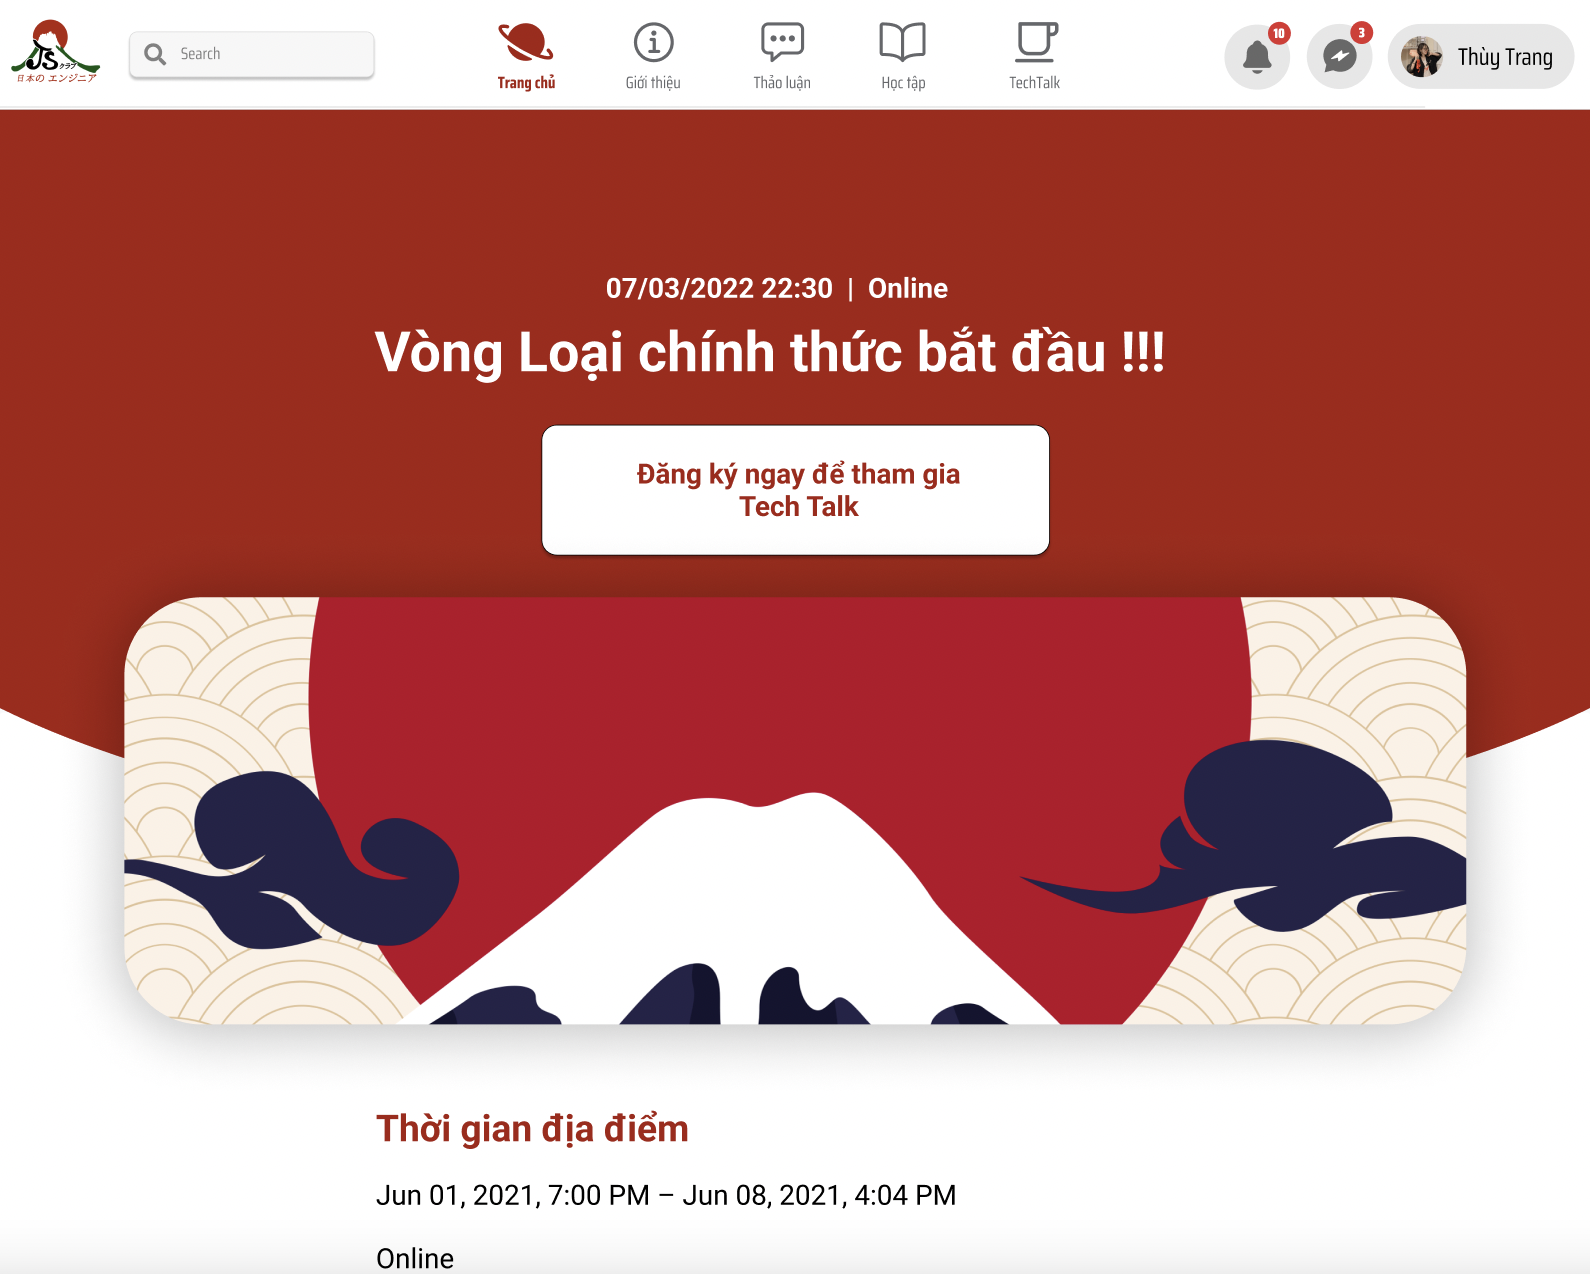 JSクラブ
日本の エンジニア
Search
Trang chủ
Giới thiệu
Thảo luận
Học tập
TechTalk
10
3
Thùy Trang
07/03/2022 22:30 | Online
Vòng Loại chính thức bắt đầu !!!
Đăng ký ngay để tham gia
Tech Talk
Thời gian địa điểm
Jun 01, 2021, 7:00 PM – Jun 08, 2021, 4:04 PM
Online